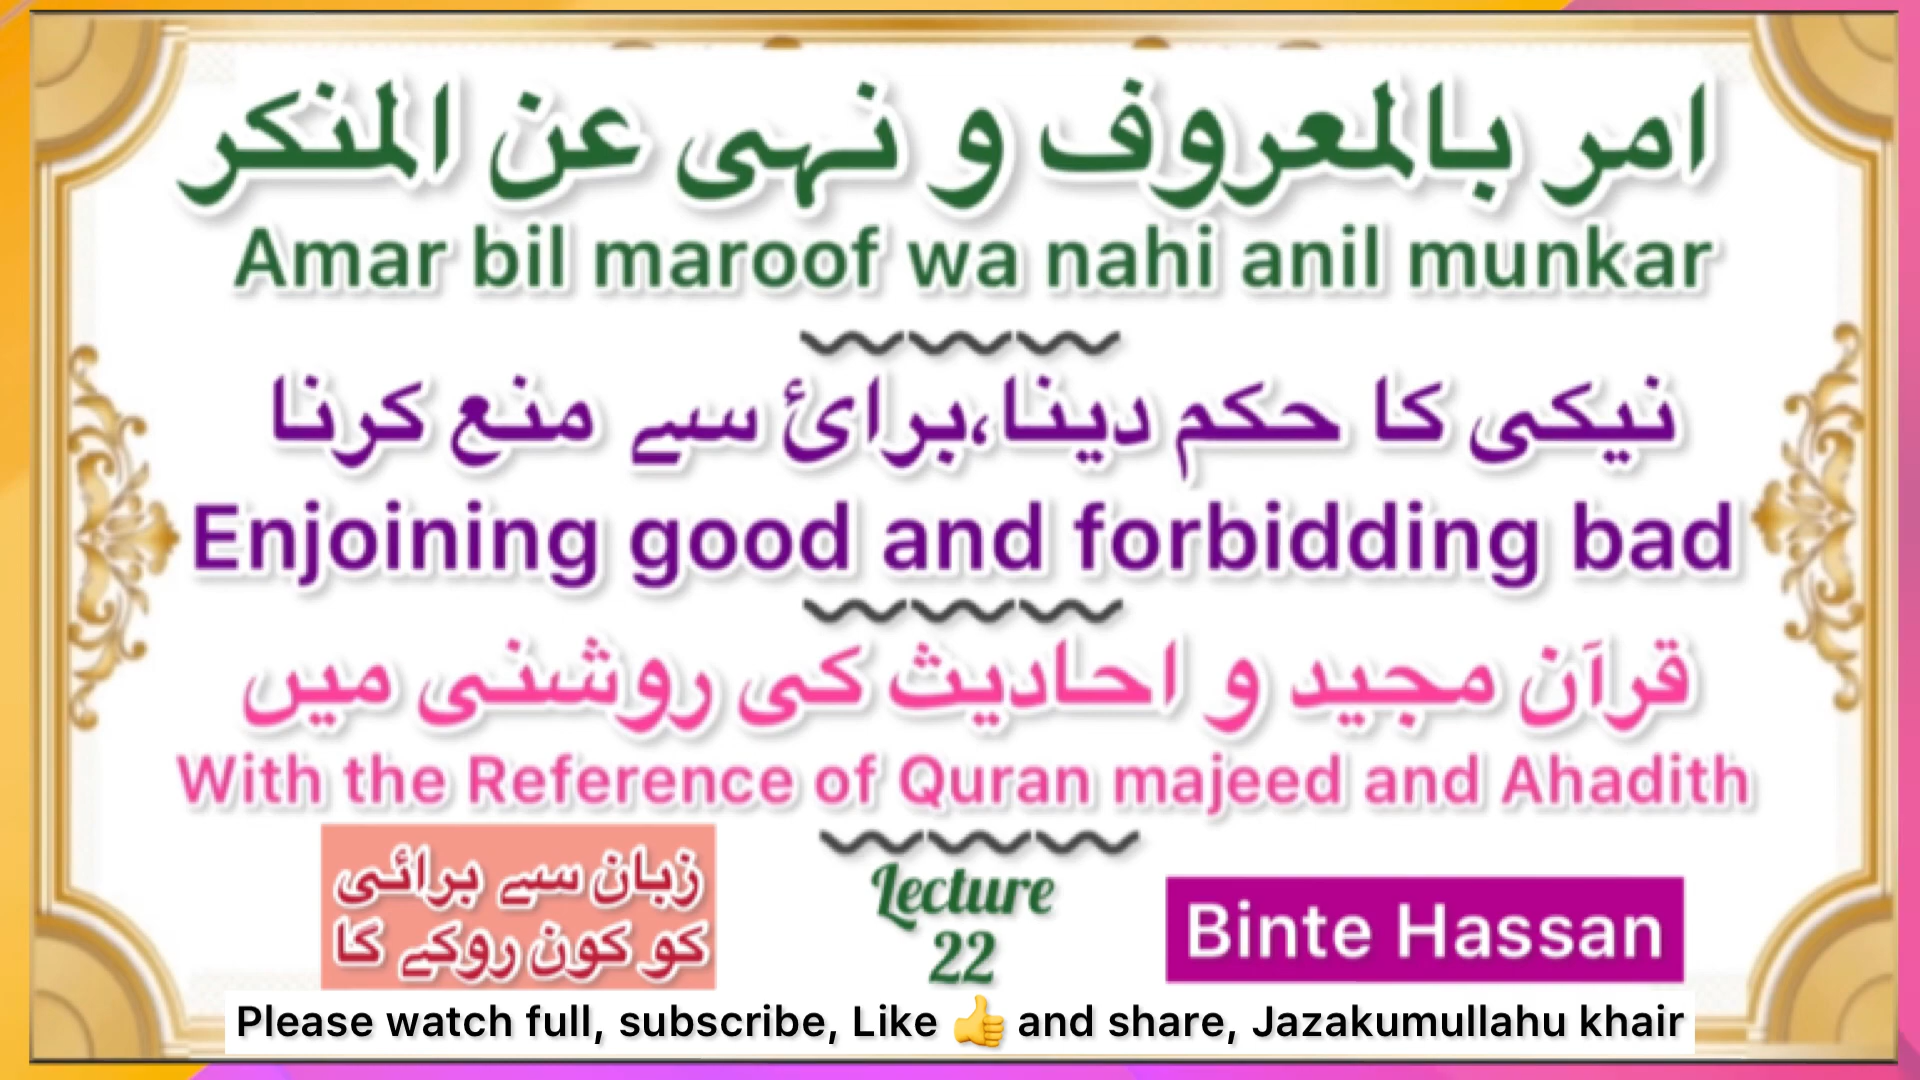 امر بالمعروف و نہی عن المنکر
Amar bil maroof wa nahi anil munkar
نیکی کا حکم دینا،برائ سے منع کرنا
Enjoining good and forbidding bad
قرآن مجید و احادیث کی روشنی میں
With the Reference of Quran majeed and Ahadith
زبان سے برائی
کو کون روکے گا
Lecture
22
Binte Hassan
Please watch full, subscribe, Like 👍 and share, Jazakumullahu khair